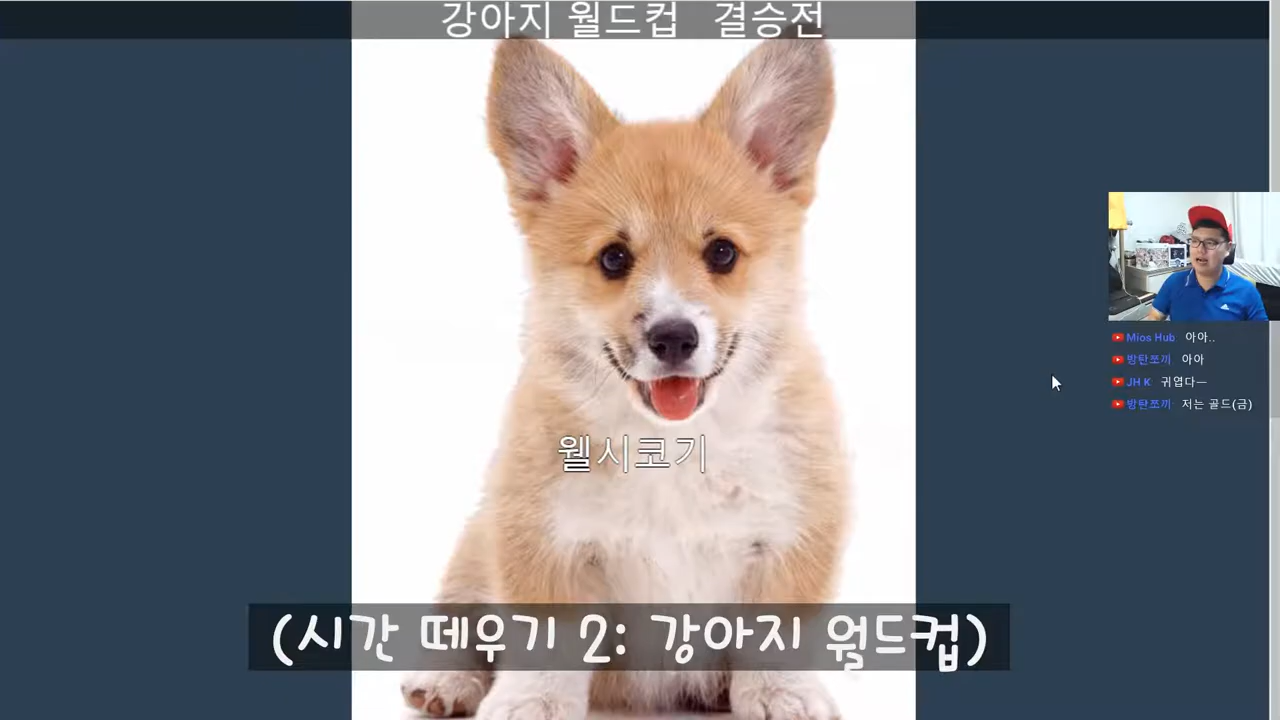 강아지 월드컵 결승전
Mios Hub 아아..
방탄쪼끼 아아
JH K 귀엽다ㅡ
방탄쪼끼 저는 골드(금)
웰시코기
(시간 떼우기 2: 강아지 월드컵)